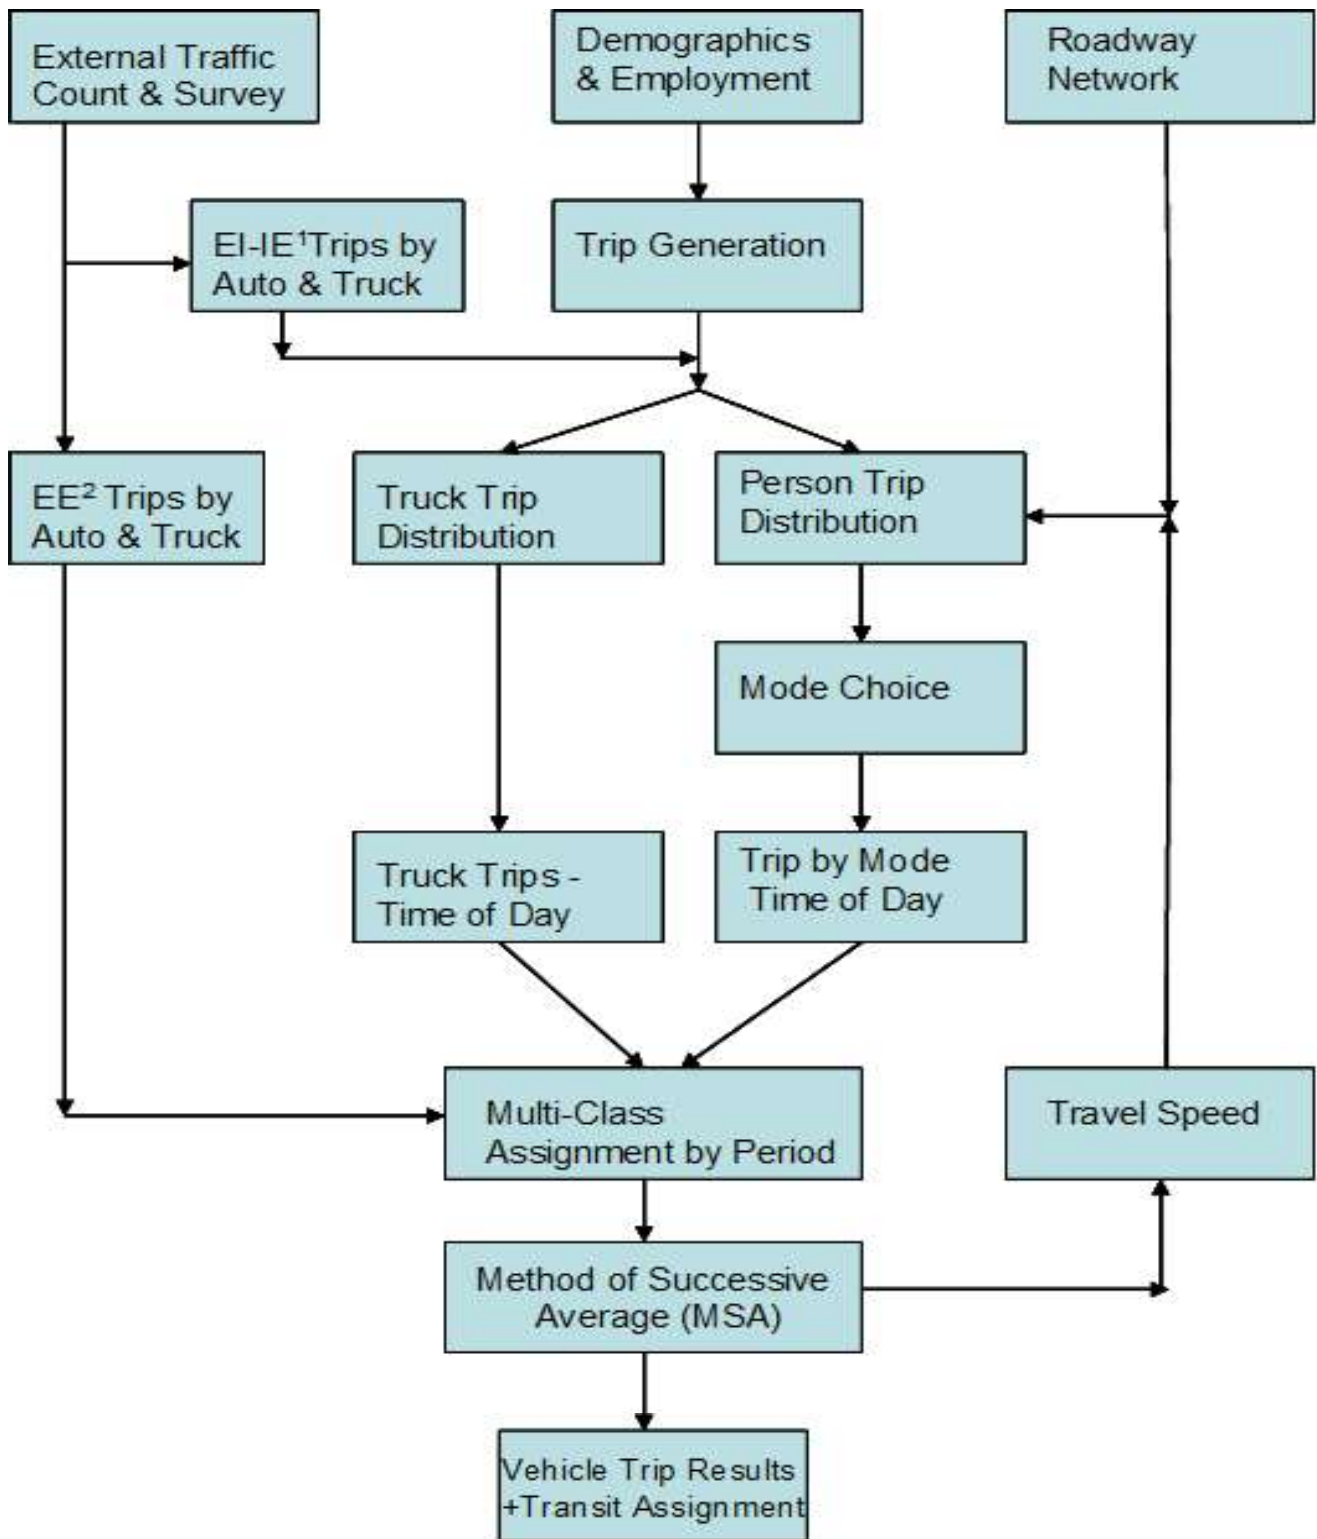 External Traffic
Count & Survey
Demographics
& Employment
Roadway
Network
EI-IE¹Trips by
Auto & Truck
Trip Generation
EE² Trips by
Auto & Truck
Truck Trip
Distribution
Person Trip
Distribution
Mode Choice
Truck Trips -
Time of Day
Trip by Mode
Time of Day
Multi-Class
Assignment by Period
Travel Speed
Method of Successive
Average (MSA)
Vehicle Trip Results
+Transit Assignment